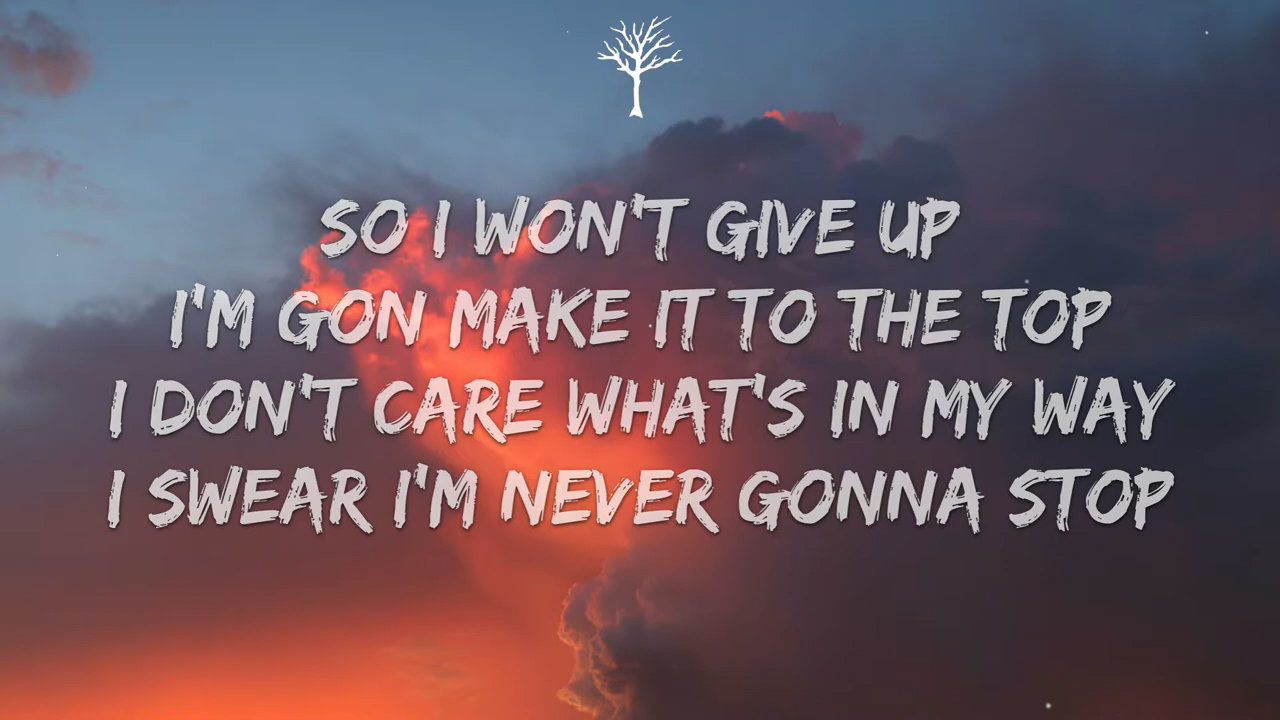 SO I WON'T GIVE UP
I'M GON MAKE IT TO THE TOP
I DON'T CARE WHAT'S IN MY WAY
I SWEAR I'M NEVER GONNA STOP